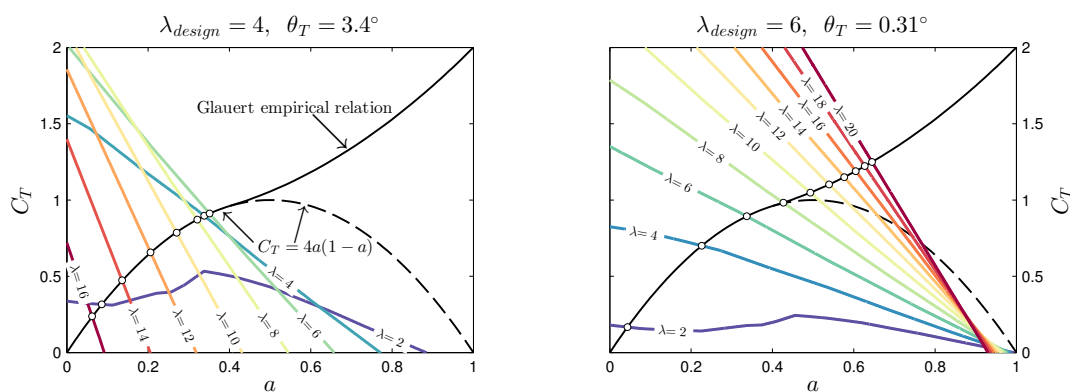 λdesign = 4, θT = 3.4°
2
1.5
1
0.5
0
CT
Glauert empirical relation
CT = 4a(1 − a)
λ= 16
λ= 14
λ= 12
λ= 10
λ= 8
λ= 6
λ= 4
λ= 2
0 0.2 0.4 0.6 0.8 1
a
λdesign = 6, θT = 0.31°
2
1.5
1
0.5
0
CT
λ= 20
λ= 18
λ= 16
λ= 14
λ= 12
λ= 10
λ= 8
λ= 6
λ= 4
λ= 2
0 0.2 0.4 0.6 0.8 1
a